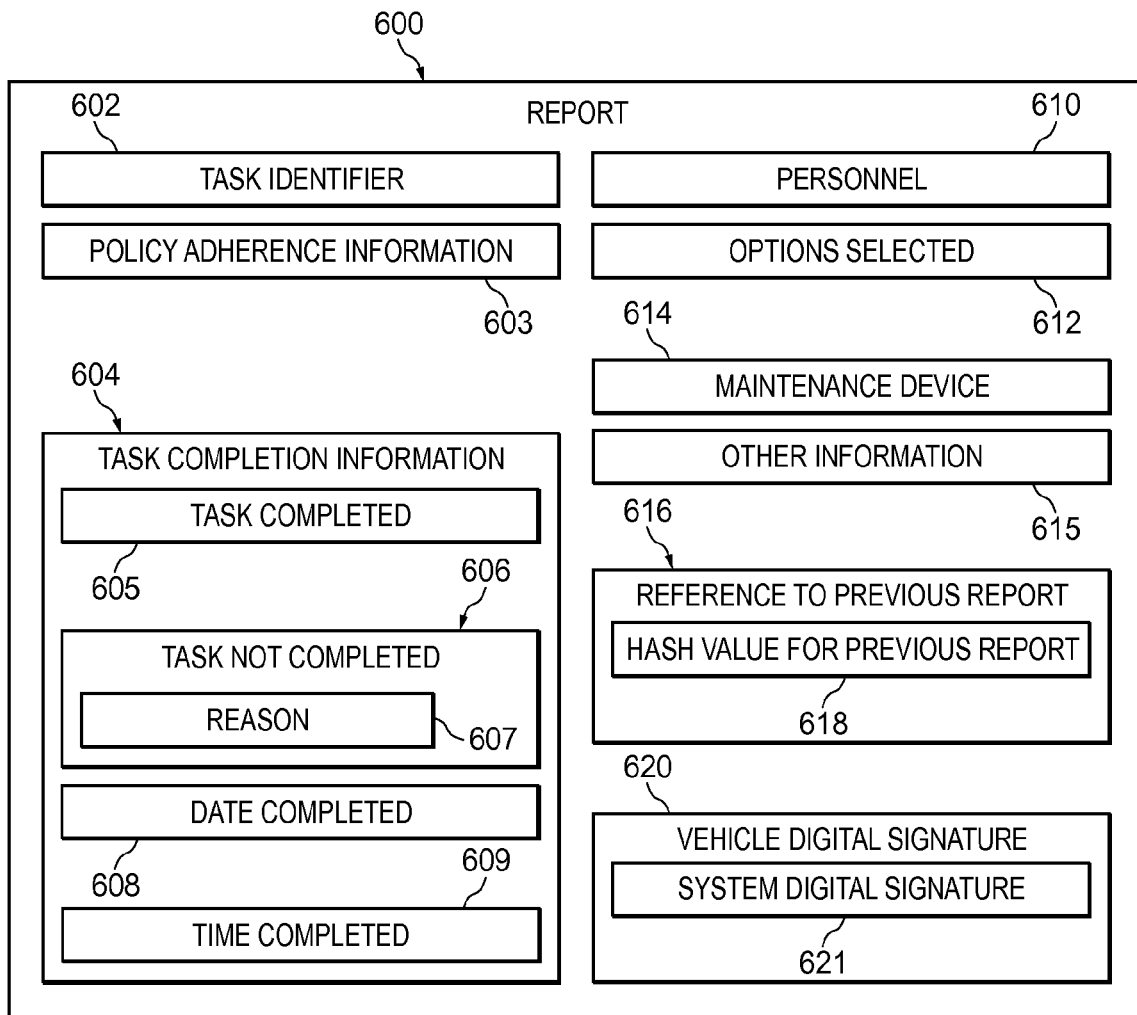 600
REPORT
602
TASK IDENTIFIER
POLICY ADHERENCE INFORMATION
603
604
TASK COMPLETION INFORMATION
TASK COMPLETED
605
606
TASK NOT COMPLETED
REASON
607
DATE COMPLETED
608
609
TIME COMPLETED
610
PERSONNEL
OPTIONS SELECTED
612
614
MAINTENANCE DEVICE
OTHER INFORMATION
615
616
REFERENCE TO PREVIOUS REPORT
HASH VALUE FOR PREVIOUS REPORT
618
620
VEHICLE DIGITAL SIGNATURE
SYSTEM DIGITAL SIGNATURE
621